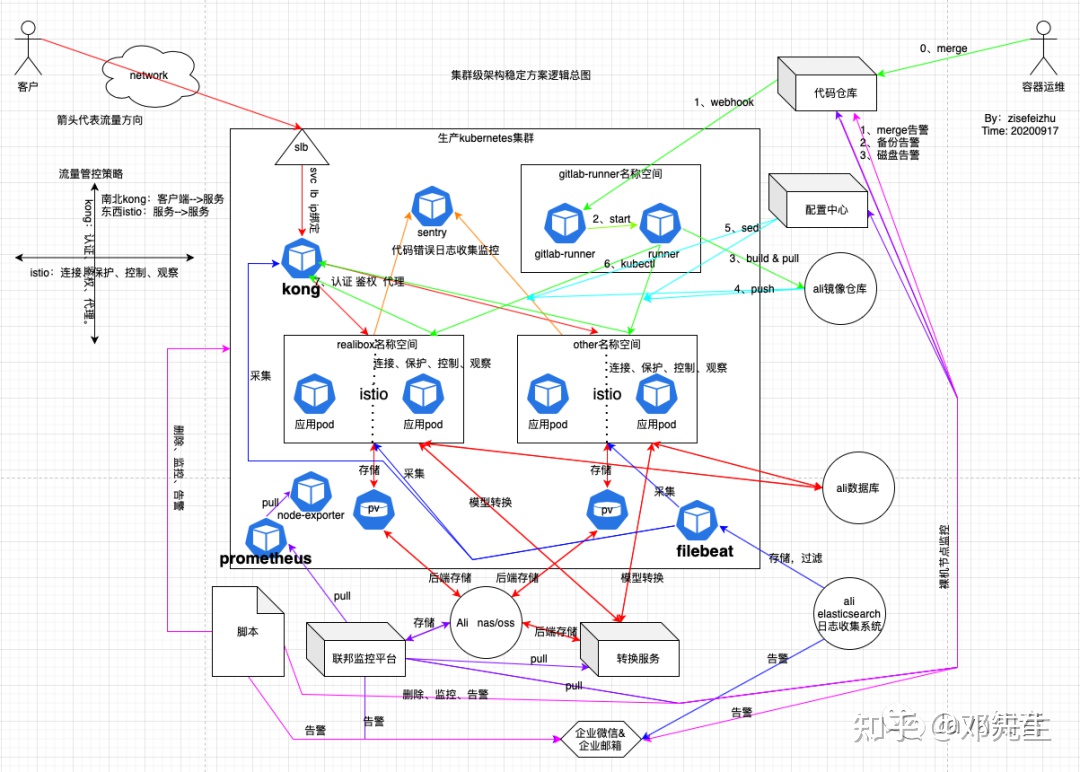 0、merge
network
客户
集群级架构稳定方案逻辑总图
代码仓库
容器运维
1、webhook
箭头代表流量方向
By: zisefeizhu
Time: 20200917
1、merge告警
2、备份告警
3、磁盘告警
生产kubernetes集群
slb
流量管控策略
gitlab-runner名称空间
南北kong：客户端-->服务
东西istio：服务-->服务
kong：认证、鉴权、代理。
istio：连接、保护、控制、观察
svc lb ip绑定
sentry
代码错误日志收集监控
2、start
gitlab-runner
runner
配置中心
5、sed
6、kubectl
3、build & pull
kong
7、认证 鉴权 代理
4、push
ali镜像仓库
realibox名称空间
other名称空间
连接、保护、控制、观察
连接、保护、控制、观察
采集
istio
istio
应用pod
应用pod
应用pod
应用pod
删除、监控、告警
存储
采集
存储
采集
模型转换
ali数据库
pull
node-exporter
pv
pv
prometheus
filebeat
裸机节点监控
存储，过滤
后端存储
后端存储
模型转换
pull
脚本
存储
Ali nas/oss
后端存储
ali
elasticsearch
日志收集系统
联邦监控平台
pull
转换服务
告警
pull
删除、监控、告警
告警
告警
告警
企业微信&
企业邮箱
知乎 @邓先生